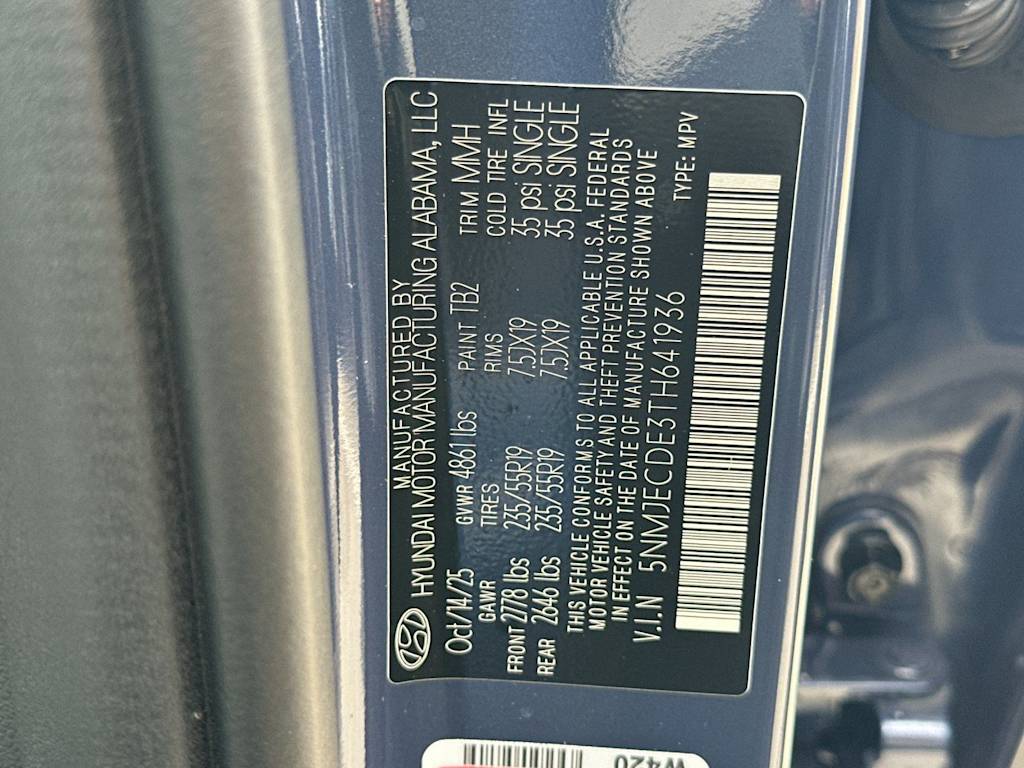 MANUFACTURED BY
HYUNDAI MOTOR MANUFACTURING ALABAMA, LLC
Oct/14/25 GVWR 4861 lbs PAINT TB2 TRIM MMH
GAWR TIRES RIMS COLD TIRE INFL
FRONT 2778 lbs 235/55R19 7.5JX19 35 psi SINGLE
REAR 2646 lbs 235/55R19 7.5JX19 35 psi SINGLE
THIS VEHICLE CONFORMS TO ALL APPLICABLE U.S.A. FEDERAL
MOTOR VEHICLE SAFETY AND THEFT PREVENTION STANDARDS
IN EFFECT ON THE DATE OF MANUFACTURE SHOWN ABOVE
V.I.N 5NMJECDE3TH641936 TYPE: MPV
W420